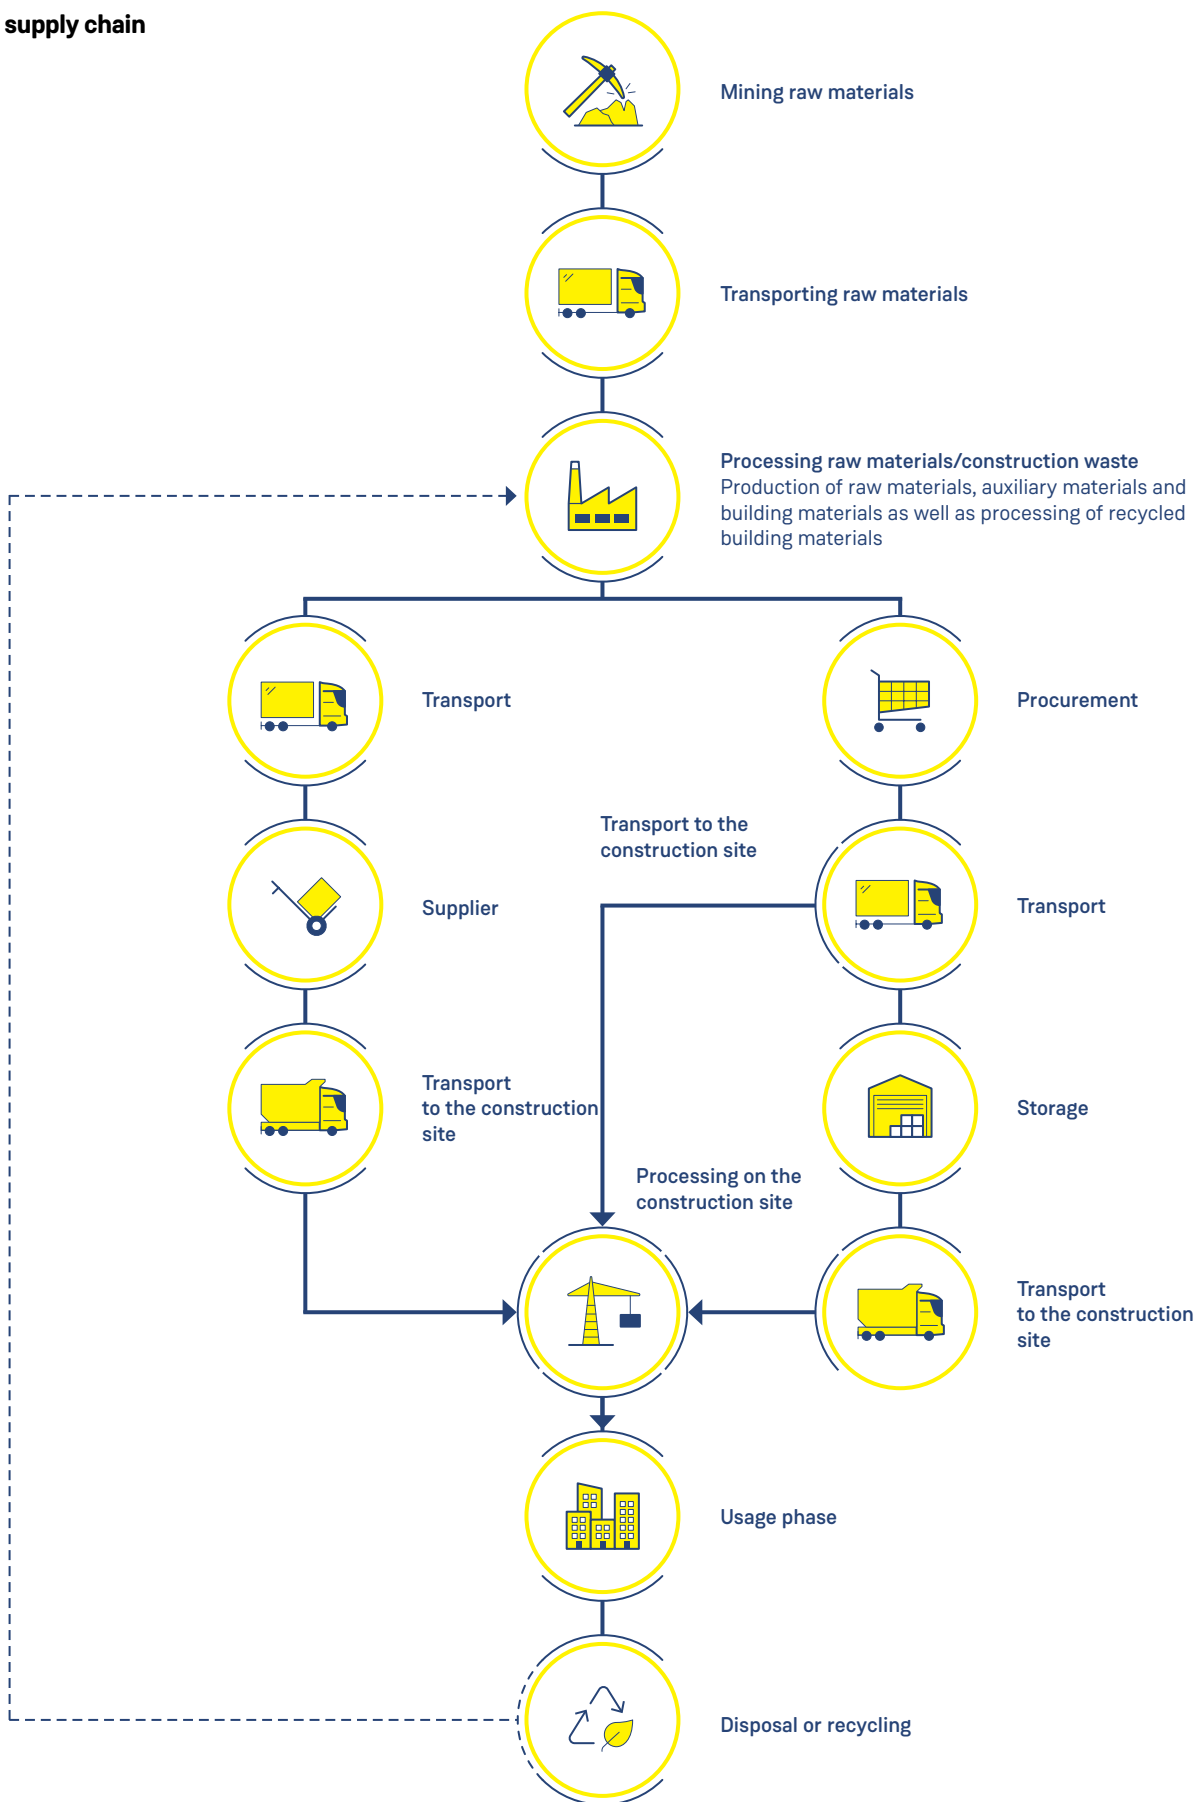 supply chain
Mining raw materials
Transporting raw materials
Processing raw materials/construction waste
Production of raw materials, auxiliary materials and
building materials as well as processing of recycled
building materials
Transport
Procurement
Transport to the
construction site
Supplier
Transport
Transport
to the construction
site
Storage
Processing on the
construction site
Transport
to the construction
site
Usage phase
Disposal or recycling